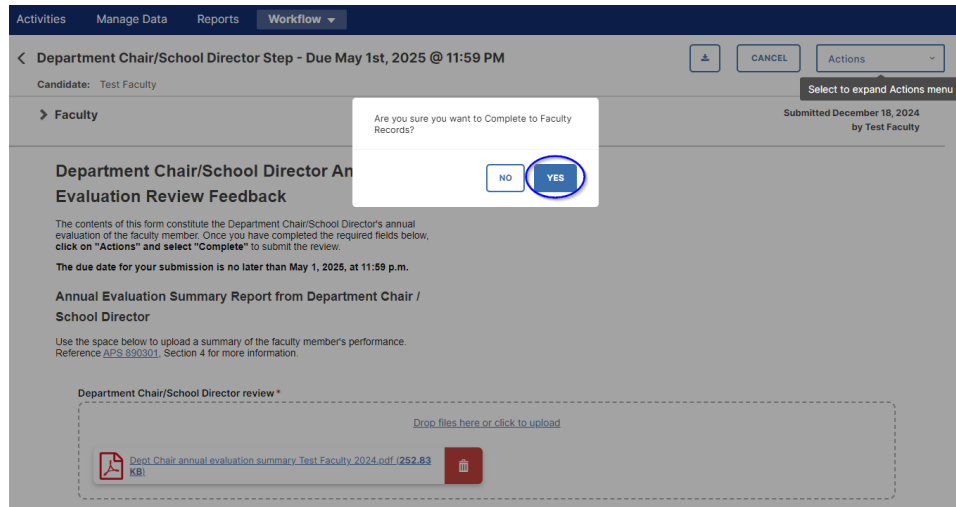 Activities Manage Data Reports Workflow
Department Chair/School Director Step - Due May 1st, 2025 @ 11:59 PM
CANCEL
Actions
Candidate: Test Faculty
Select to expand Actions menu
Faculty
Submitted December 18, 2024
by Test Faculty
Are you sure you want to Complete to Faculty
Records?
NO
YES
Department Chair/School Director An
Evaluation Review Feedback
The contents of this form constitute the Department Chair/School Director's annual
evaluation of the faculty member. Once you have completed the required fields below,
click on "Actions" and select "Complete" to submit the review.
The due date for your submission is no later than May 1, 2025, at 11:59 p.m.
Annual Evaluation Summary Report from Department Chair /
School Director
Use the space below to upload a summary of the faculty member's performance.
Reference APS 890301, Section 4 for more information.
Department Chair/School Director review *
Drop files here or click to upload
Dept Chair annual evaluation summary Test Faculty 2024.pdf (252.83
KB)